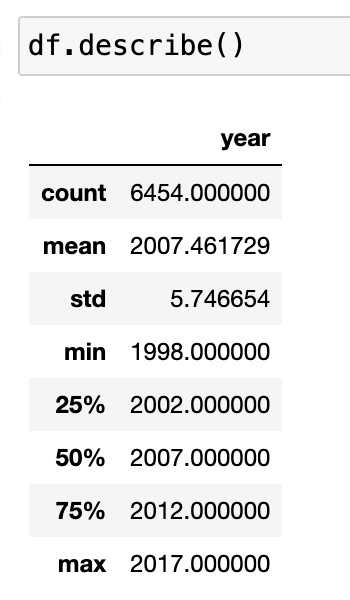 df.describe()
year
count 6454.000000
mean 2007.461729
std 5.746654
min 1998.000000
25% 2002.000000
50% 2007.000000
75% 2012.000000
max 2017.000000